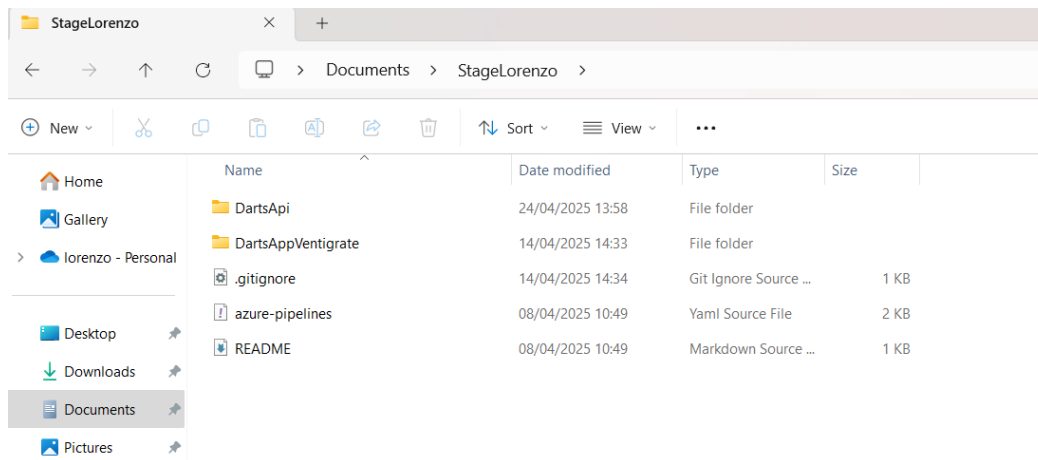 StageLorenzo
Documents > StageLorenzo >
New Sort View
Name Date modified Type Size
Home
Gallery
lorenzo - Personal
Desktop
Downloads
Documents
Pictures
DartsApi 24/04/2025 13:58 File folder
DartsAppVentigrate 14/04/2025 14:33 File folder
.gitignore 14/04/2025 14:34 Git Ignore Source ... 1 KB
azure-pipelines 08/04/2025 10:49 Yaml Source File 2 KB
README 08/04/2025 10:49 Markdown Source ... 1 KB